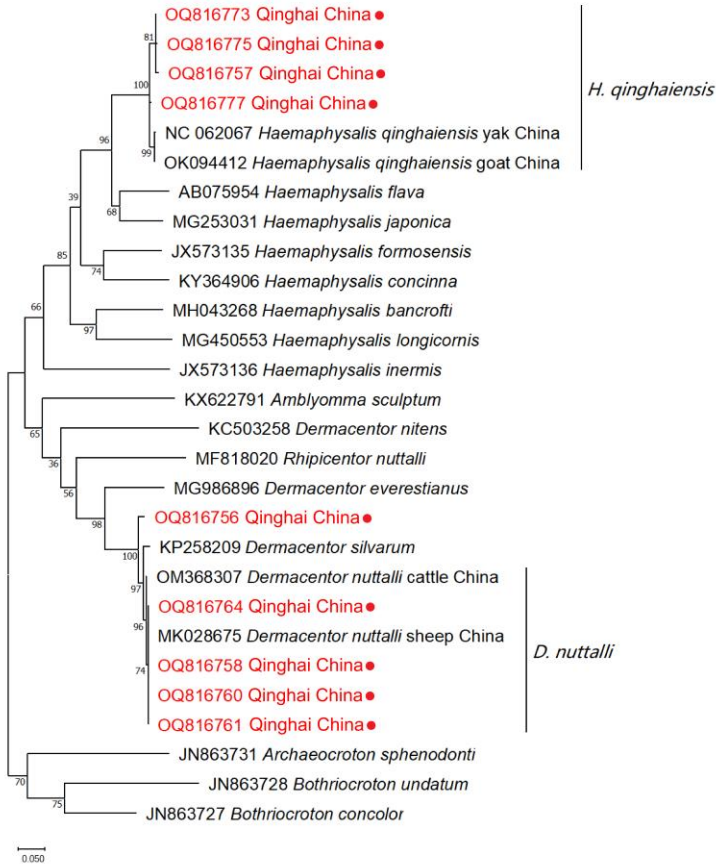 OQ816773 Qinghai China
81
OQ816775 Qinghai China
OQ816757 Qinghai China
100
OQ816777 Qinghai China
H. qinghaiensis
NC 062067 Haemaphysalis qinghaiensis yak China
96
99
OK094412 Haemaphysalis qinghaiensis goat China
AB075954 Haemaphysalis flava
39
68
MG253031 Haemaphysalis japonica
JX573135 Haemaphysalis formosensis
85
74
KY364906 Haemaphysalis concinna
MH043268 Haemaphysalis bancrofti
66
97
MG450553 Haemaphysalis longicornis
JX573136 Haemaphysalis inermis
KX622791 Amblyomma sculptum
65
KC503258 Dermacentor nitens
36
MF818020 Rhipicentor nuttalli
56
MG986896 Dermacentor everestianus
98
OQ816756 Qinghai China
100
KP258209 Dermacentor silvarum
97
OM368307 Dermacentor nuttalli cattle China
OQ816764 Qinghai China
96
MK028675 Dermacentor nuttalli sheep China
D. nuttalli
74
OQ816758 Qinghai China
OQ816760 Qinghai China
OQ816761 Qinghai China
JN863731 Archaeocroton sphenodonti
70
JN863728 Bothriocroton undatum
75
JN863727 Bothriocroton concolor
0.050